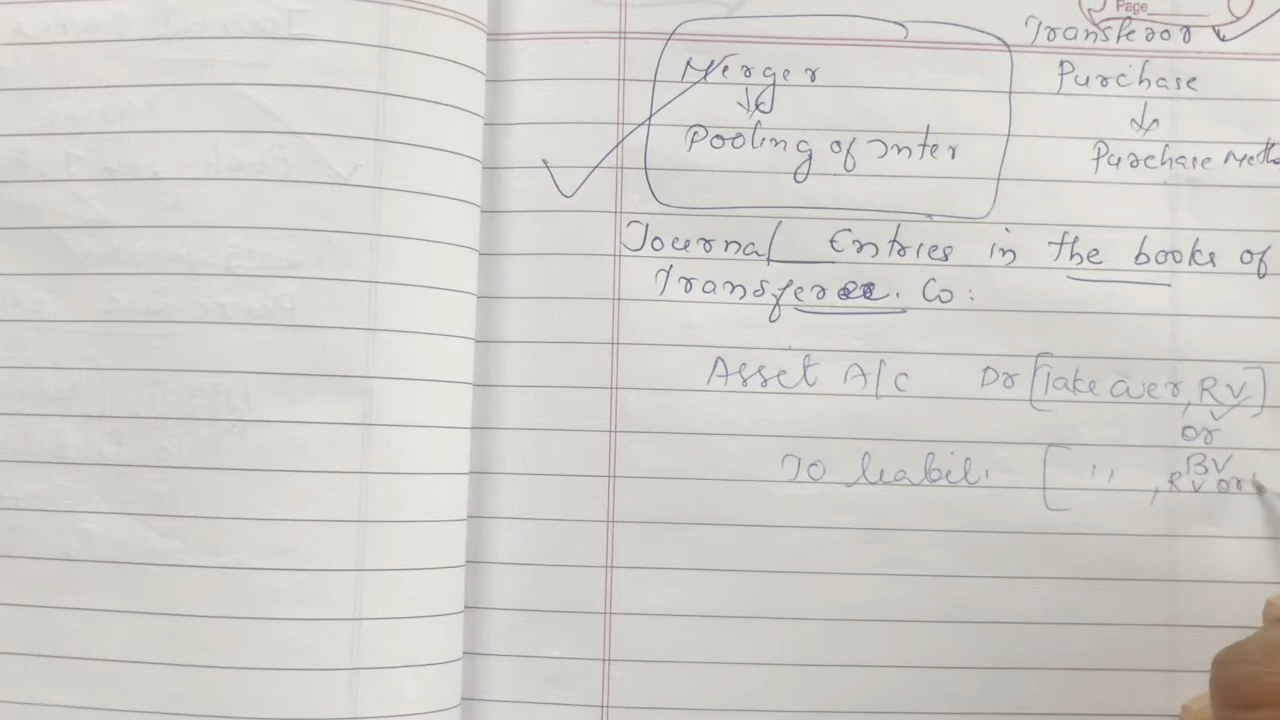 Page
Transferor
Merger
Purchase
Pooling of Inter
Purchase Meth
Journal Entries in the books of
Transferee. Co:
Asset A/C Dr [Take over, RV]
or
BV
To Liabili. [ " , RV or